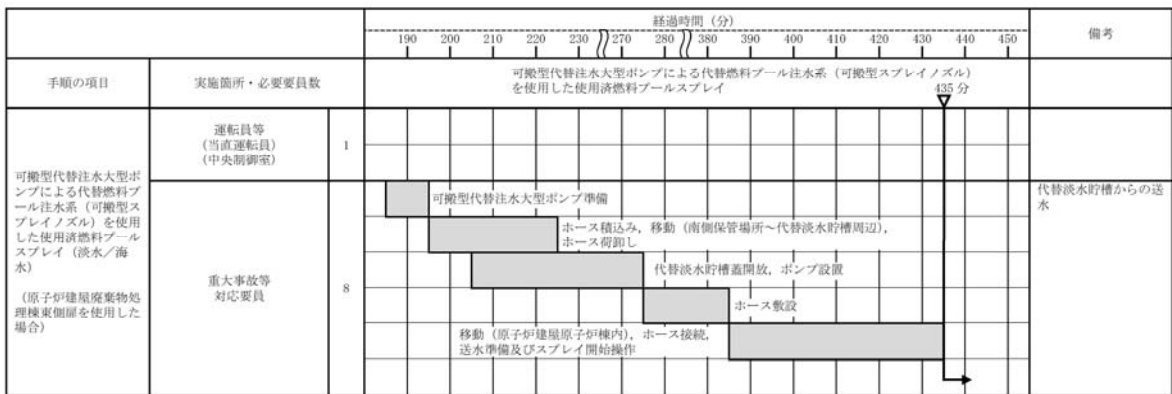 経過時間（分）
備考
190 200 210 220 230 270 280 380 390 400 410 420 430 440 450
手順の項目
実施箇所・必要要員数
可搬型代替注水大型ポンプによる代替燃料プール注水系（可搬型スプレイノズル）
を使用した使用済燃料プールスプレイ
435 分
可搬型代替注水大型ポ
ンプによる代替燃料プ
ール注水系（可搬型ス
プレイノズル）を使用
した使用済燃料プール
スプレイ（淡水／海
水）
（原子炉建屋廃棄物処
理棟東側扉を使用した
場合）
運転員等
（当直運転員）
（中央制御室）
1
重大事故等
対応要員
8
可搬型代替注水大型ポンプ準備
ホース積込み，移動（南側保管場所～代替淡水貯槽周辺），
ホース荷卸し
代替淡水貯槽蓋開放，ポンプ設置
ホース敷設
移動（原子炉建屋原子炉棟内），ホース接続，
送水準備及びスプレイ開始操作
代替淡水貯槽からの送
水